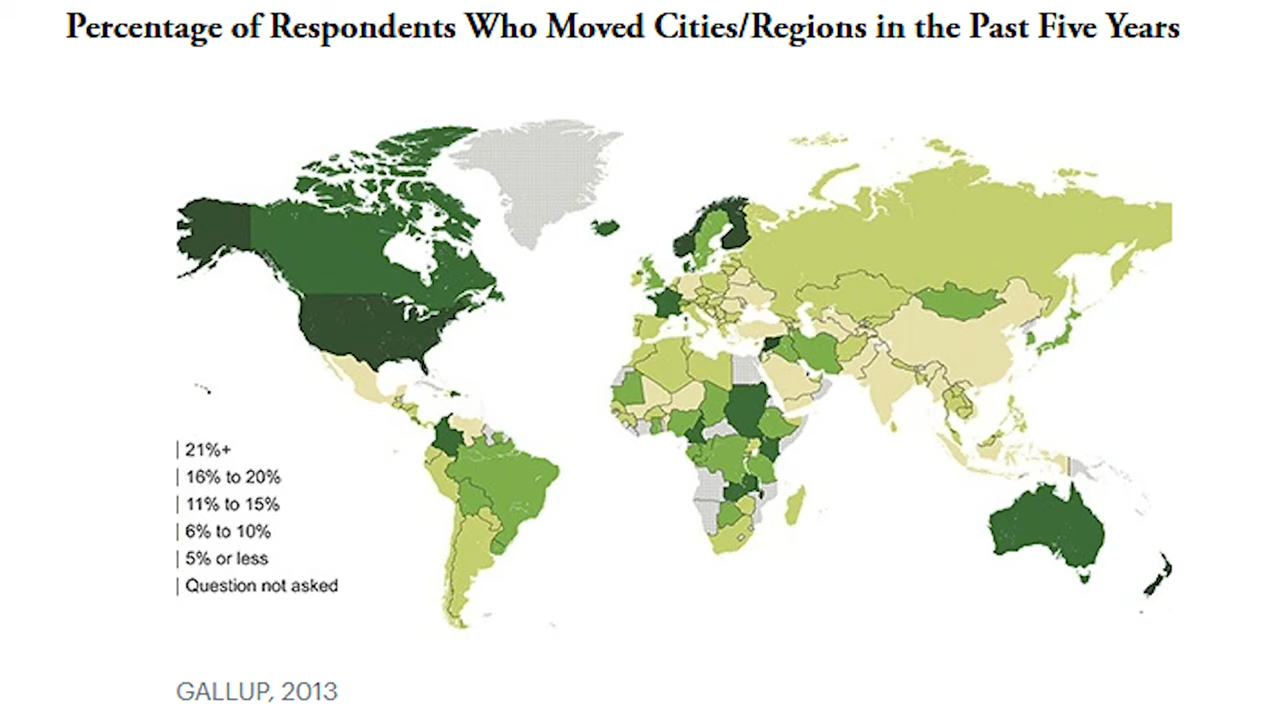 Percentage of Respondents Who Moved Cities/Regions in the Past Five Years
21%+
16% to 20%
11% to 15%
6% to 10%
5% or less
Question not asked
GALLUP, 2013